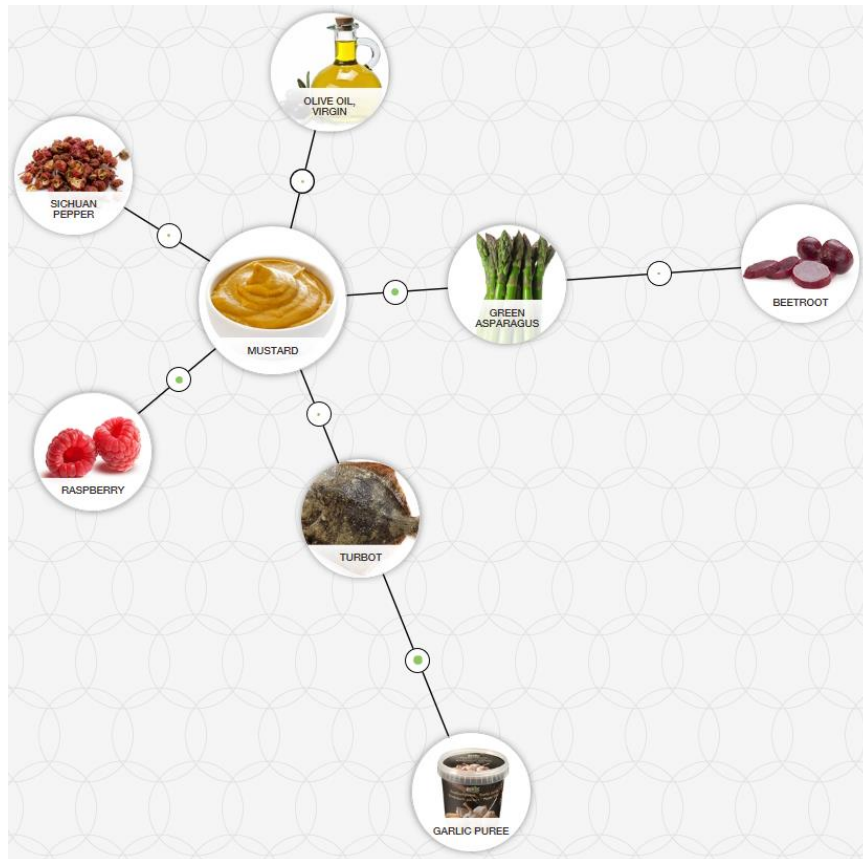 OLIVE OIL,
VIRGIN
SICHUAN
PEPPER
GREEN
ASPARAGUS
BEETROOT
MUSTARD
RASPBERRY
TURBOT
GARLIC PUREE